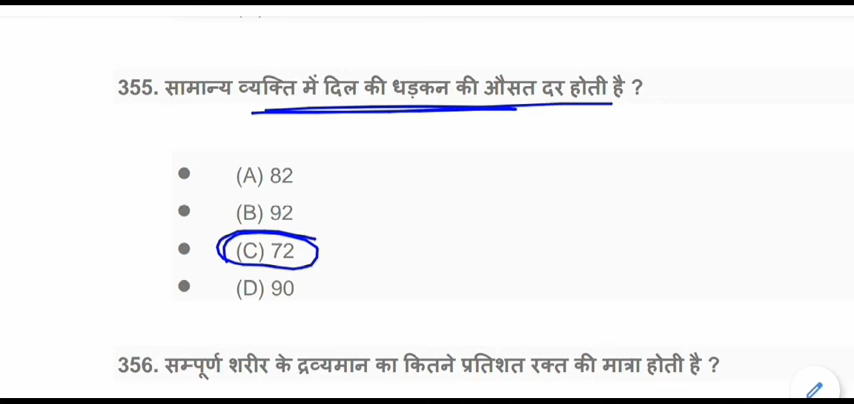 355. सामान्य व्यक्ति में दिल की धड़कन की औसत दर होती है ?
(A) 82
(B) 92
(C) 72
(D) 90
356. सम्पूर्ण शरीर के द्रव्यमान का कितने प्रतिशत रक्त की मात्रा होती है ?